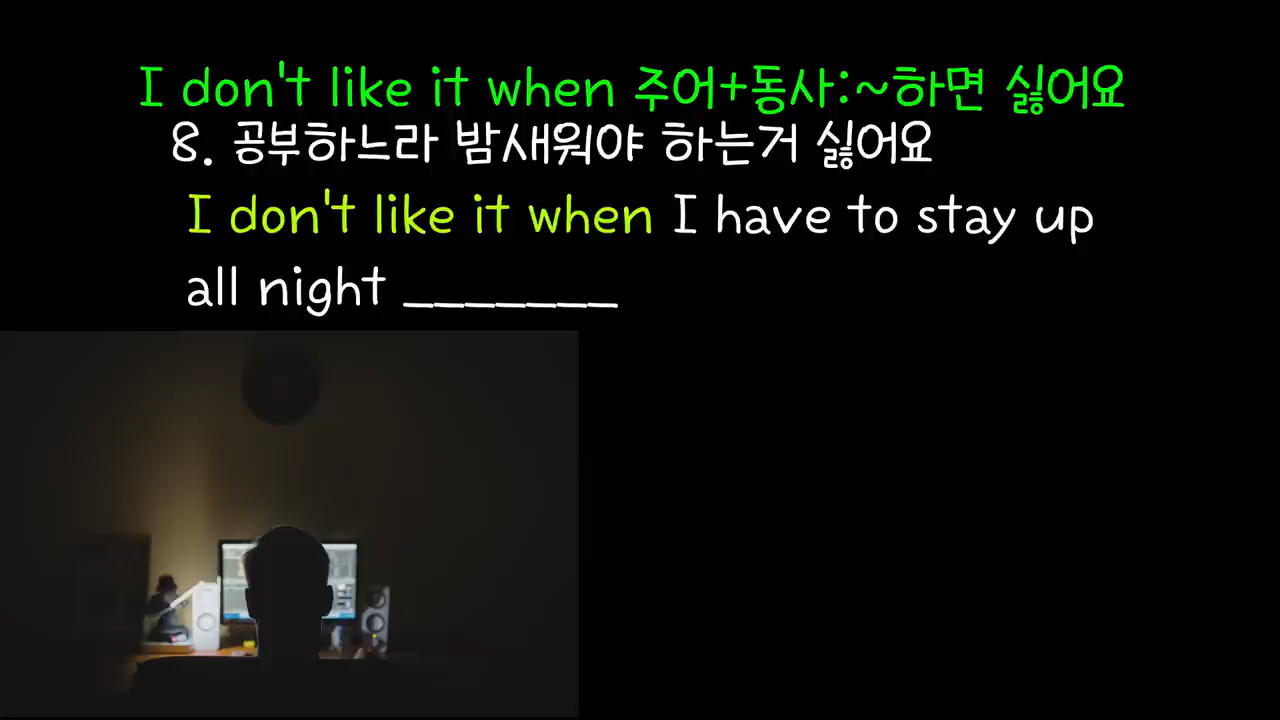 I don't like it when 주어+동사:~하면 싫어요
8. 공부하느라 밤새워야 하는거 싫어요
I don't like it when I have to stay up
all night _______